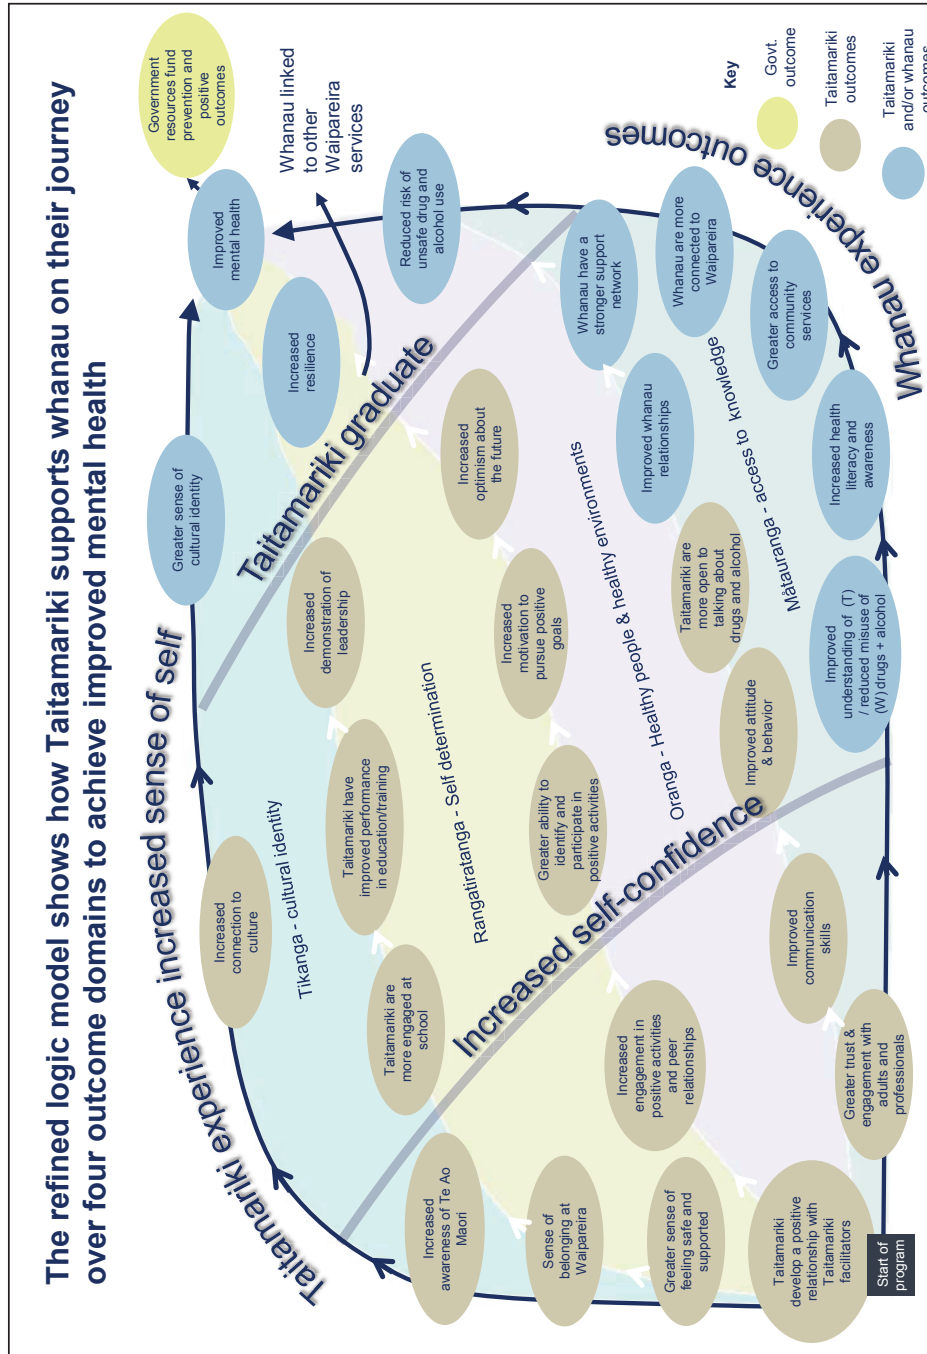 The refined logic model shows how Taitamariki supports whanau on their journey
over four outcome domains to achieve improved mental health
Taitamariki experience increased sense of self
Government
resources fund
prevention and
positive
outcomes
Improved
mental health
Whanau linked
to other
Waipareira
services
Greater sense of
cultural identity
Increased
resilience
Reduced risk of
unsafe drug and
alcohol use
Taitamariki graduate
Increased
connection to
culture
Tikanga - cultural identity
Increased
demonstration of
leadership
Taitamariki have
improved performance
in education/training
Taitamariki are
more engaged at
school
Increased
awareness of Te Ao
Maori
Rangatiratanga - Self determination
Increased
optimism about
the future
Increased
motivation to
pursue positive
goals
Greater ability to
identify and
participate in
positive activities
Increased self-confidence
Sense of
belonging at
Waipareira
Increased
engagement in
positive activities
and peer
relationships
Greater sense of
feeling safe and
supported
Oranga - Healthy people & healthy environments
Whanau have a
stronger support
network
Improved whanau
relationships
Taitamariki are
more open to
talking about
drugs and alcohol
Improved attitude
& behavior
Improved
communication
skills
Greater trust &
engagement with
adults and
professionals
Taitamariki
develop a positive
relationship with
Taitamariki
facilitators
Start of
program
Måtauranga - access to knowledge
Whanau are more
connected to
Waipareira
Greater access to
community
services
Increased health
literacy and
awareness
Improved
understanding of (T)
/ reduced misuse of
(W) drugs + alcohol
Whanau experience outcomes
Key
Govt.
outcome
Taitamariki
outcomes
Taitamariki
and/or whanau
outcomes